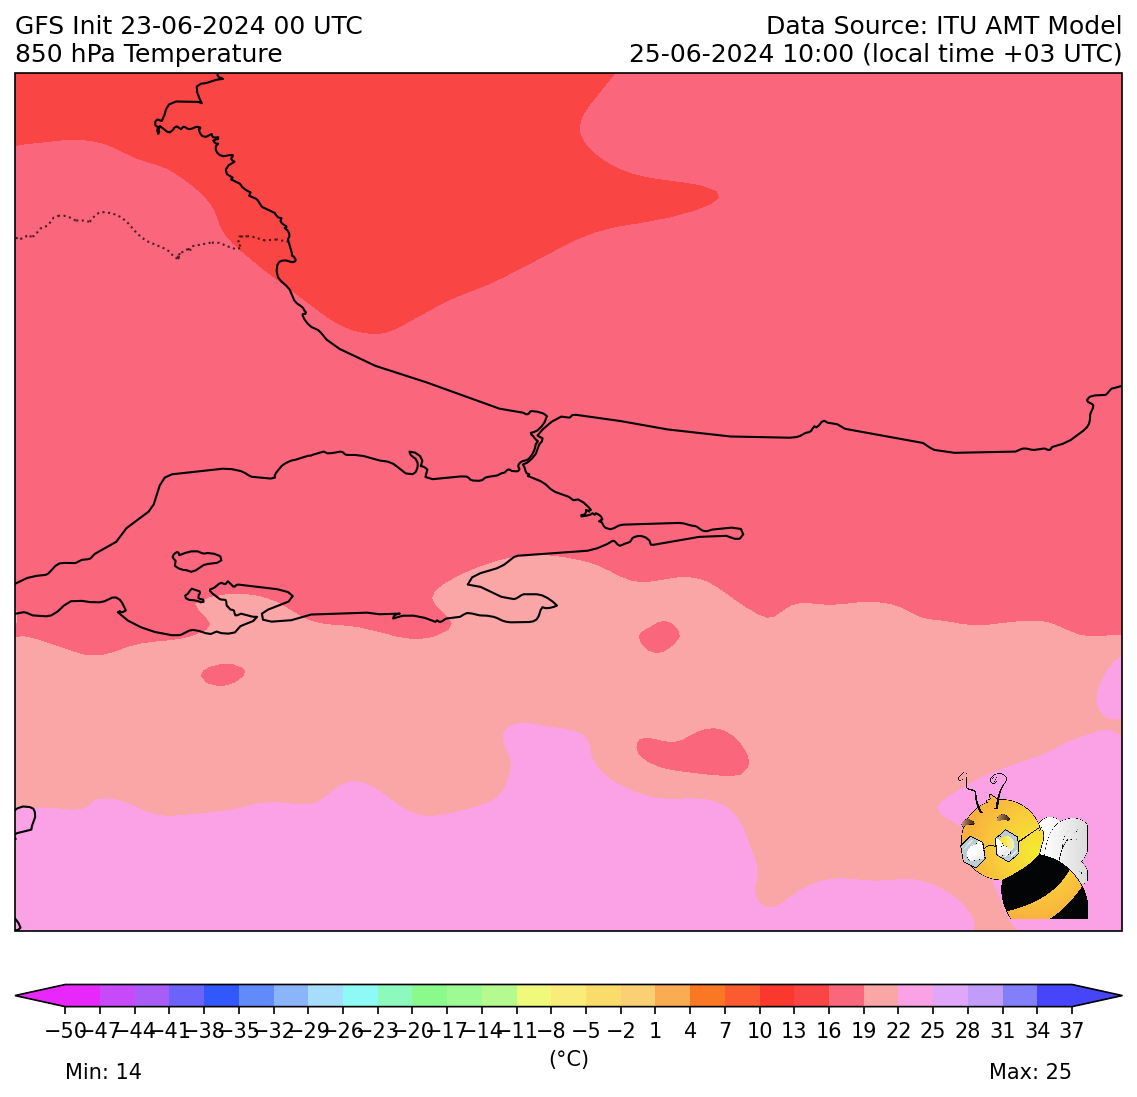 GFS Init 23-06-2024 00 UTC
Data Source: ITU AMT Model
850 hPa Temperature
25-06-2024 10:00 (local time +03 UTC)
−50 −47 −44 −41 −38 −35 −32 −29 −26 −23 −20 −17 −14 −11 −8 −5 −2 1 4 7 10 13 16 19 22 25 28 31 34 37
(°C)
Min: 14
Max: 25